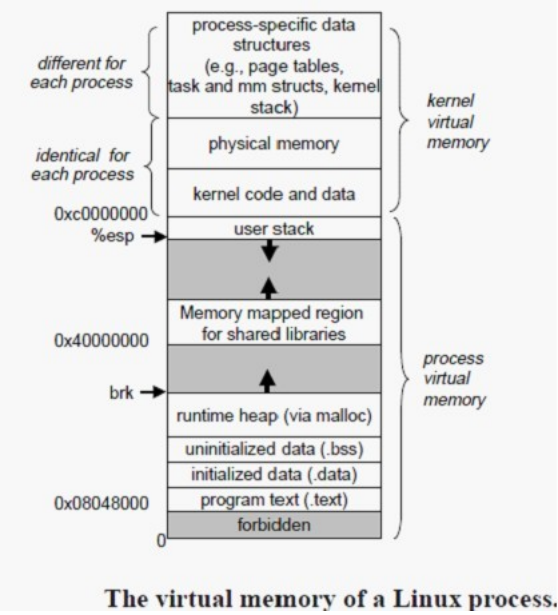 process-specific data
structures
(e.g., page tables,
task and mm structs, kernel
stack)
different for
each process
kernel
virtual
memory
physical memory
identical for
each process
kernel code and data
0xc0000000
user stack
%esp
Memory mapped region
for shared libraries
0x40000000
process
virtual
memory
brk
runtime heap (via malloc)
uninitialized data (.bss)
initialized data (.data)
program text (.text)
0x08048000
forbidden
0
The virtual memory of a Linux process.